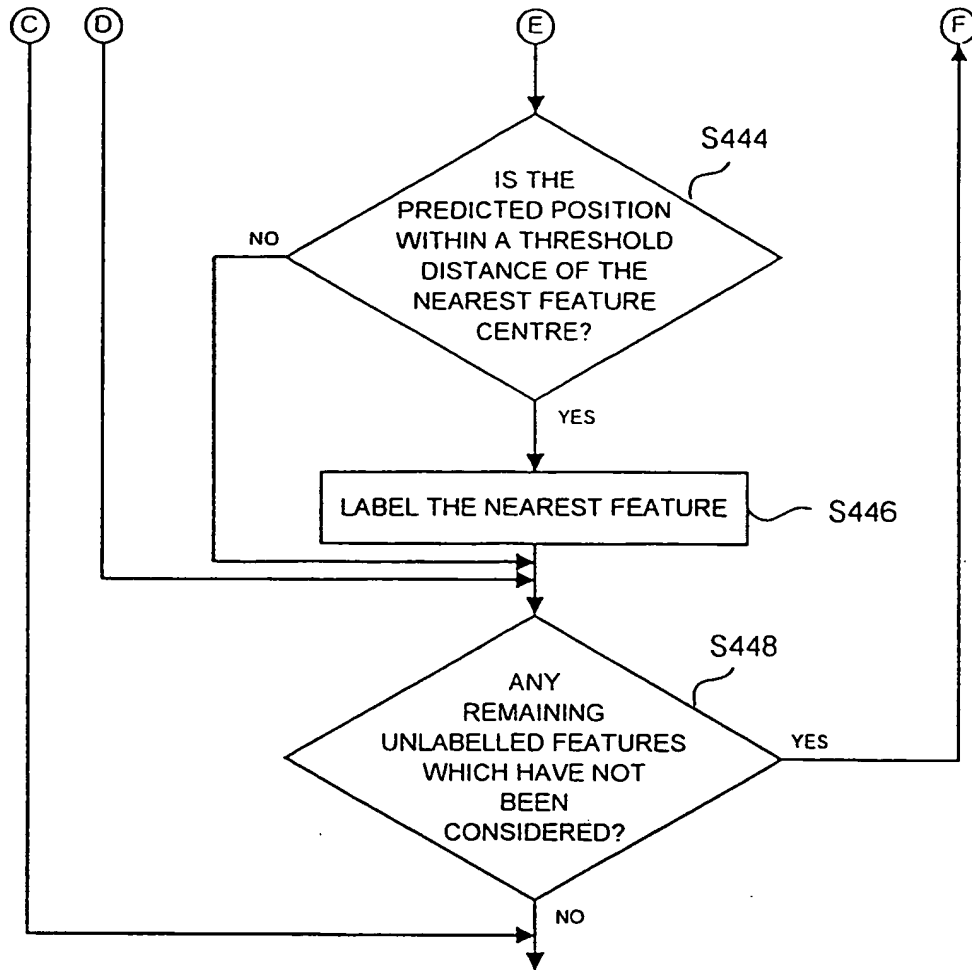 C D E F
S444
IS THE
PREDICTED POSITION
WITHIN A THRESHOLD
DISTANCE OF THE
NEAREST FEATURE
CENTRE?
NO
YES
LABEL THE NEAREST FEATURE
S446
S448
ANY
REMAINING
UNLABELLED FEATURES
WHICH HAVE NOT
BEEN
CONSIDERED?
YES
NO